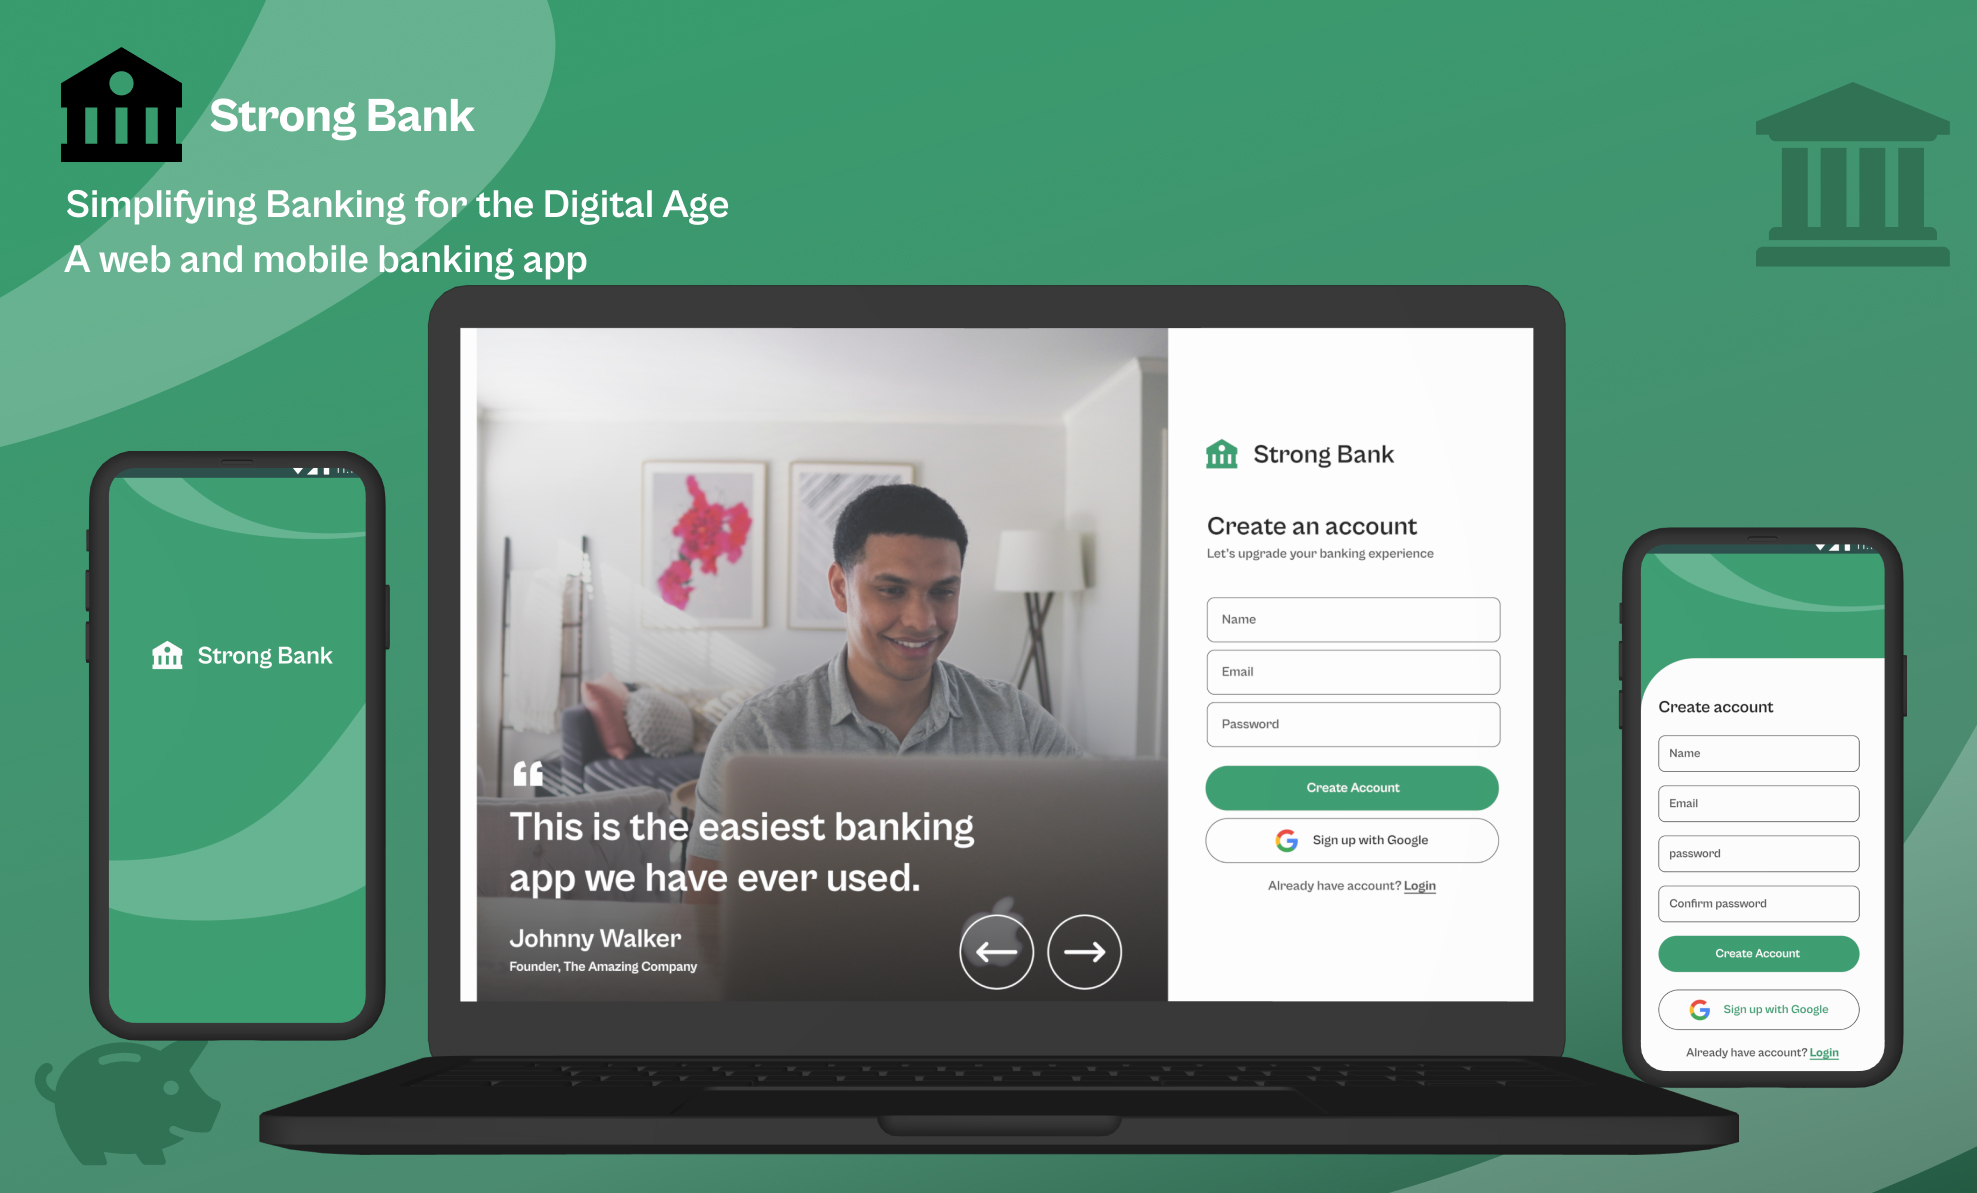 Strong Bank
Simplifying Banking for the Digital Age
A web and mobile banking app
Strong Bank
“
This is the easiest banking
app we have ever used.
Johnny Walker
Founder, The Amazing Company
Strong Bank
Create an account
Let's upgrade your banking experience
Name
Email
Password
Create Account
Sign up with Google
Already have account? Login
Create account
Name
Email
password
Confirm password
Create Account
Sign up with Google
Already have account? Login